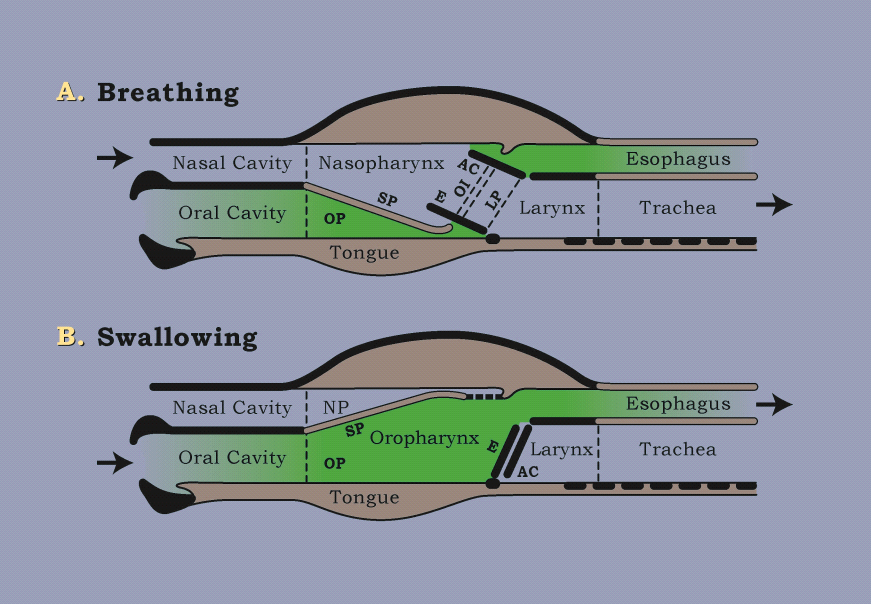 A. Breathing
Nasal Cavity
Nasopharynx
AC
Esophagus
OI
SP
E
LP
Oral Cavity
OP
Larynx
Trachea
Tongue
B. Swallowing
Nasal Cavity
NP
Esophagus
SP
Oropharynx
E
Larynx
Trachea
Oral Cavity
OP
AC
Tongue